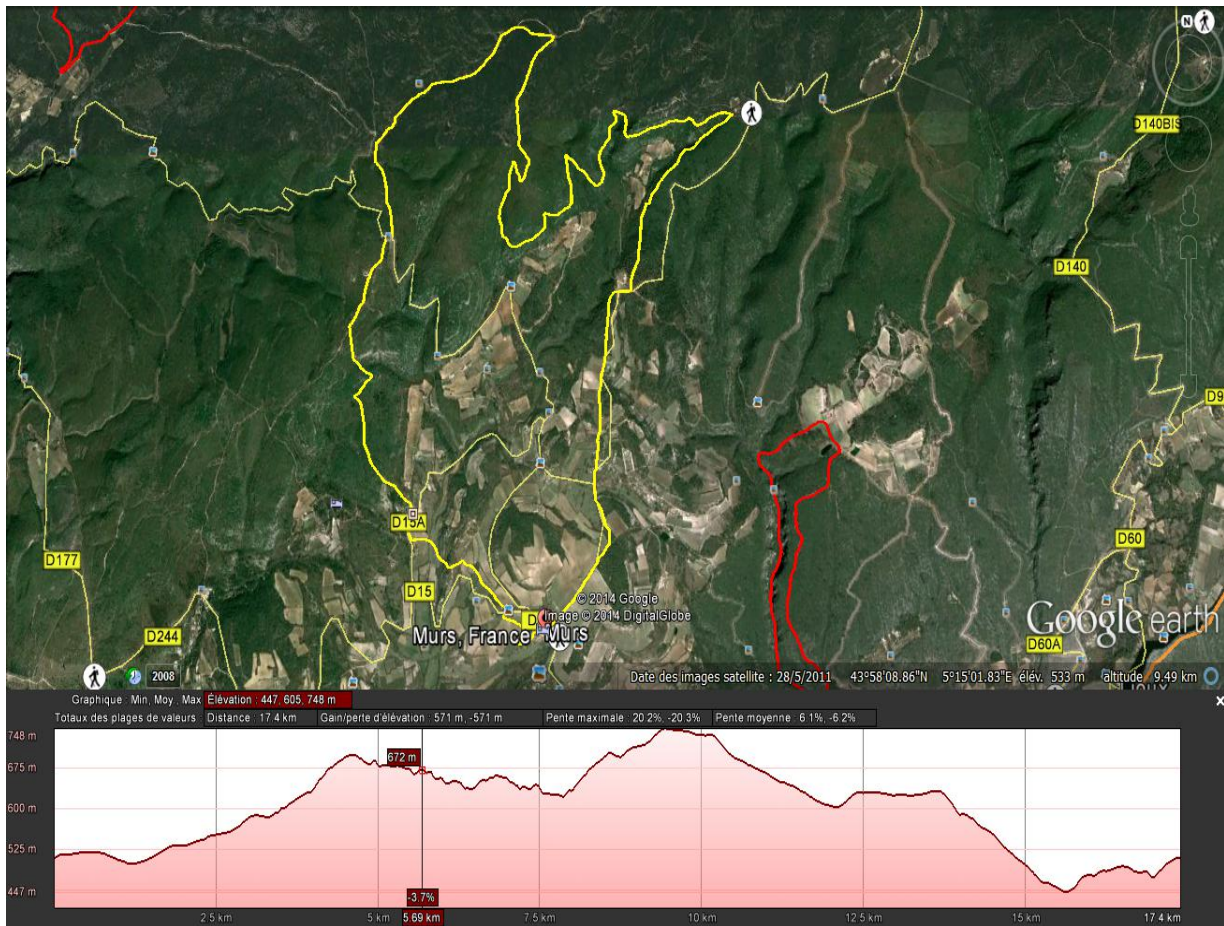 N
D140BIS
D140
D9
D15A
D177
D60
D15
© 2014 Google
Image © 2014 DigitalGlobe
D244
Murs, France Murs
Google earth
D60A
2008
Date des images satellite : 28/5/2011 43°58'08.86"N 5°15'01.83"E élév. 533 m altitude 9.49 km
Graphique : Min, Moy., Max Élévation : 447, 605, 748 m
Totaux des plages de valeurs : Distance : 17.4 km Gain/perte d'élévation : 571 m, -571 m Pente maximale : 20.2%, -20.3% Pente moyenne : 6.1%, -6.2%
748 m
672 m
675 m
600 m
525 m
447 m
-3.7%
2.5 km 5 km 5.69 km 7.5 km 10 km 12.5 km 15 km 17.4 km